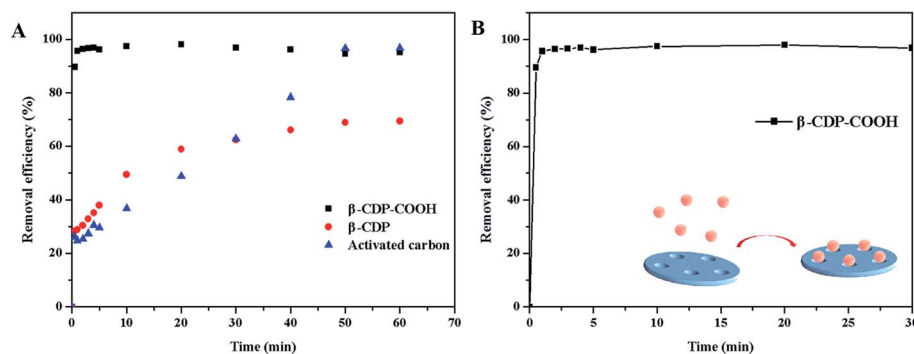 A
Removal efficiency (%)
100
80
60
40
20
0
β-CDP-COOH
β-CDP
Activated carbon
0 10 20 30 40 50 60 70
Time (min)
B
Removal efficiency (%)
100
80
60
40
20
0
β-CDP-COOH
0 5 10 15 20 25 30
Time (min)